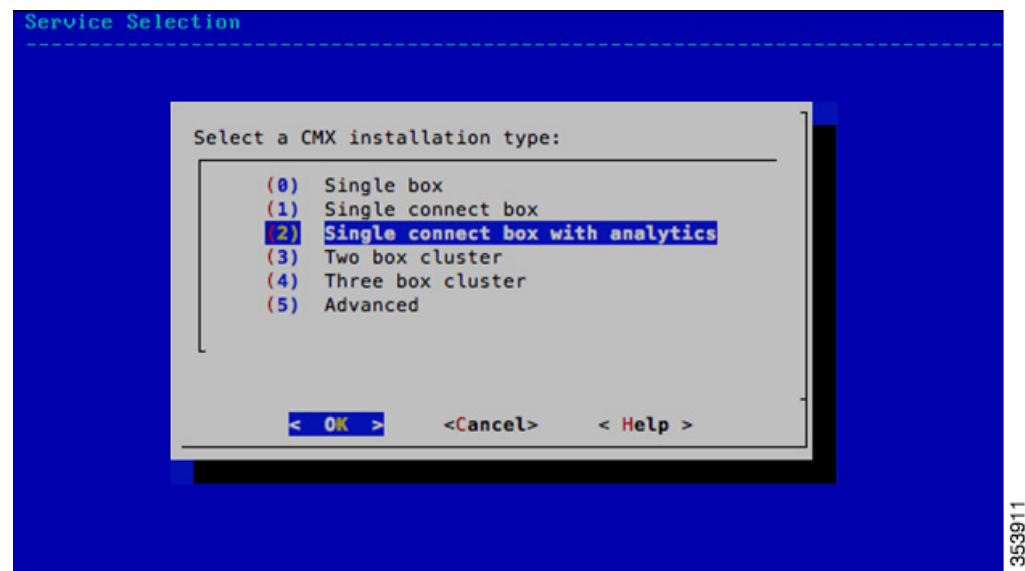 Service Selection
Select a CMX installation type:
(0) Single box
(1) Single connect box
(2) Single connect box with analytics
(3) Two box cluster
(4) Three box cluster
(5) Advanced
< OK > <Cancel> < Help >
353911